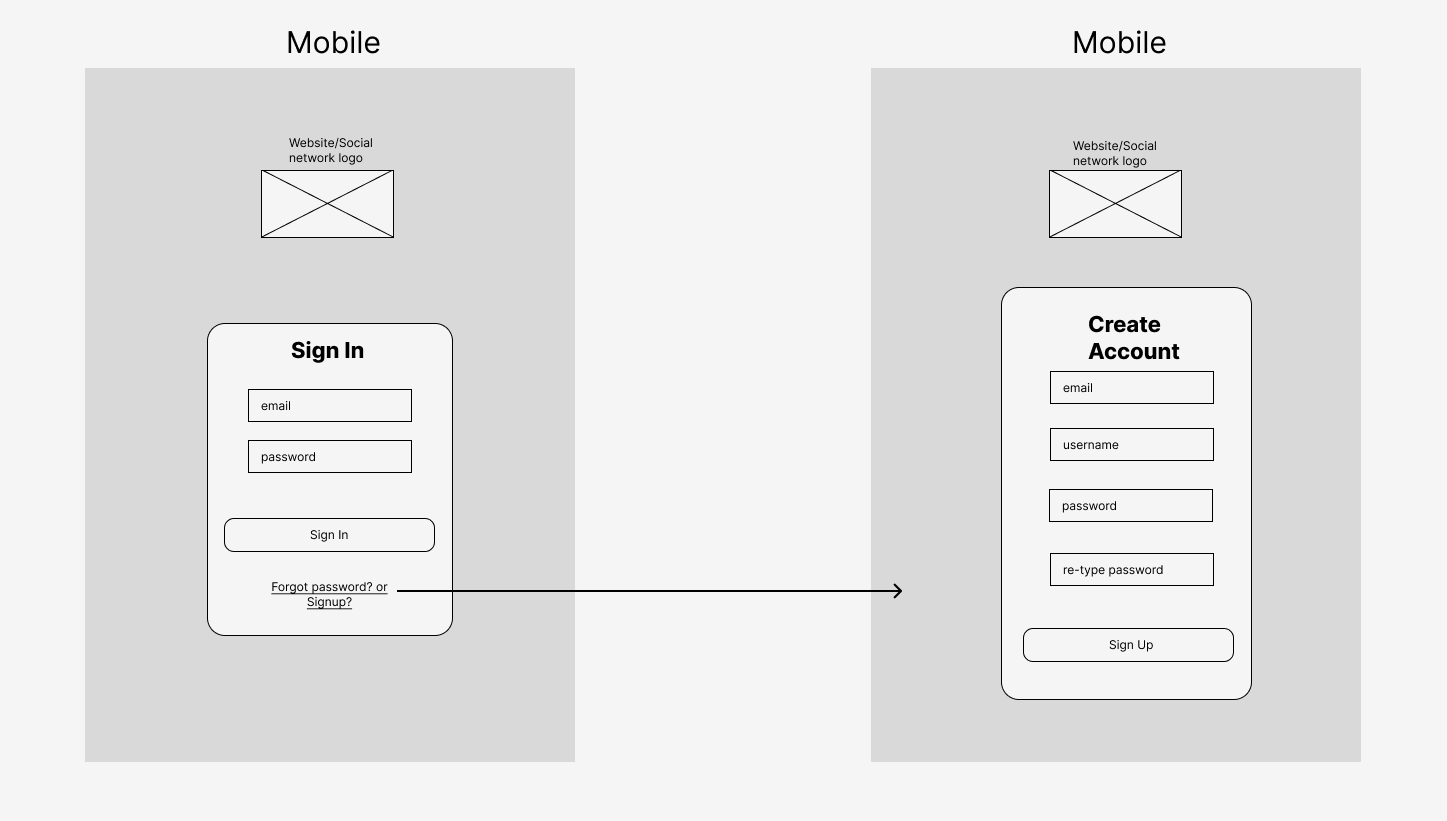 Mobile
Website/Social
network logo
Sign In
email
password
Sign In
Forgot password? or
Signup?
Mobile
Website/Social
network logo
Create
Account
email
username
password
re-type password
Sign Up